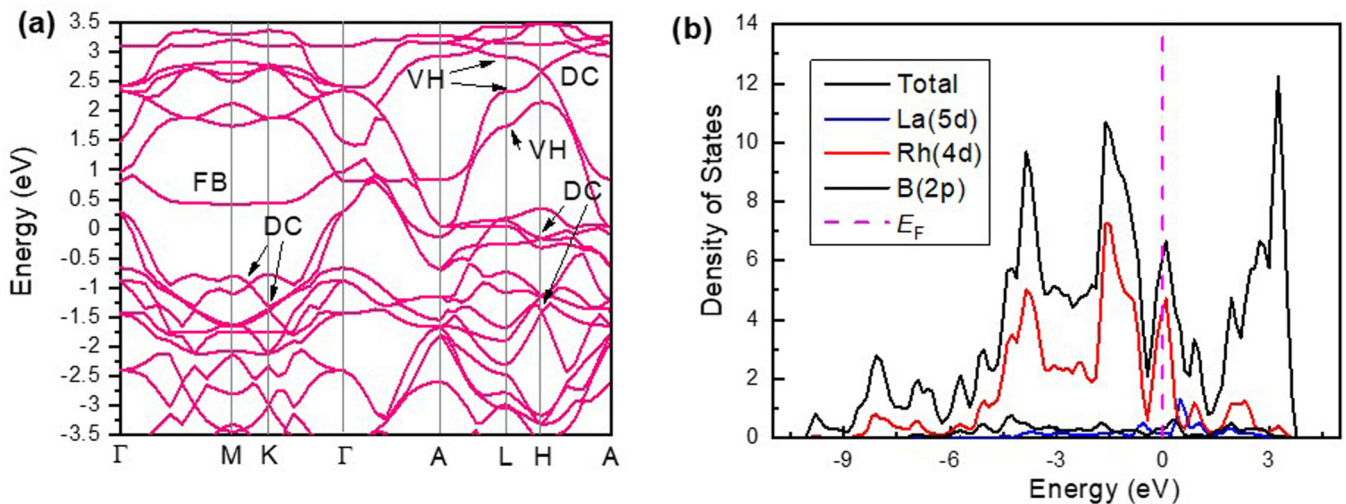 (a)
3.5
3
2.5
2
1.5
1
0.5
0
-0.5
-1
-1.5
-2
-2.5
-3
-3.5
Energy (eV)
VH
DC
VH
FB
DC
DC
Γ M K Γ A L H A
(b)
14
12
10
8
6
4
2
0
Density of States
Total
La(5d)
Rh(4d)
B(2p)
E_F
-9 -6 -3 0 3
Energy (eV)